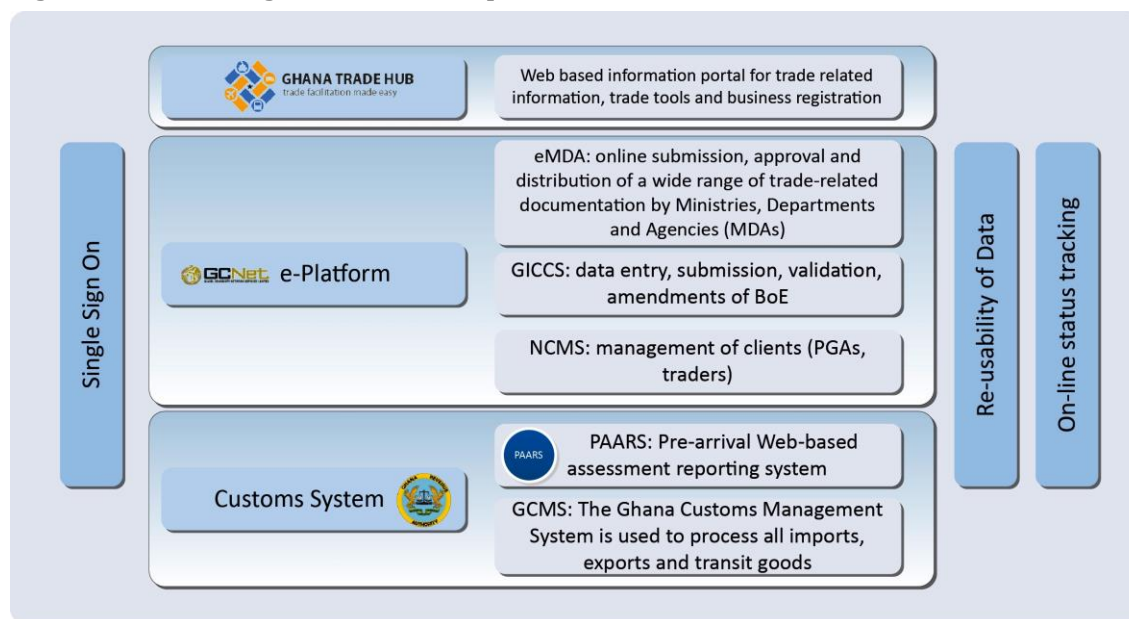 GHANA TRADE HUB
trade facilitation made easy
Web based information portal for trade related
information, trade tools and business registration
Single Sign On
GCNet e-Platform
eMDA: online submission, approval and
distribution of a wide range of trade-related
documentation by Ministries, Departments
and Agencies (MDAs)
GICCS: data entry, submission, validation,
amendments of BoE
NCMS: management of clients (PGAs,
traders)
Customs System
GHANA REVENUE
AUTHORITY
PAARS
PAARS: Pre-arrival Web-based
assessment reporting system
GCMS: The Ghana Customs Management
System is used to process all imports,
exports and transit goods
Re-usability of Data
On-line status tracking